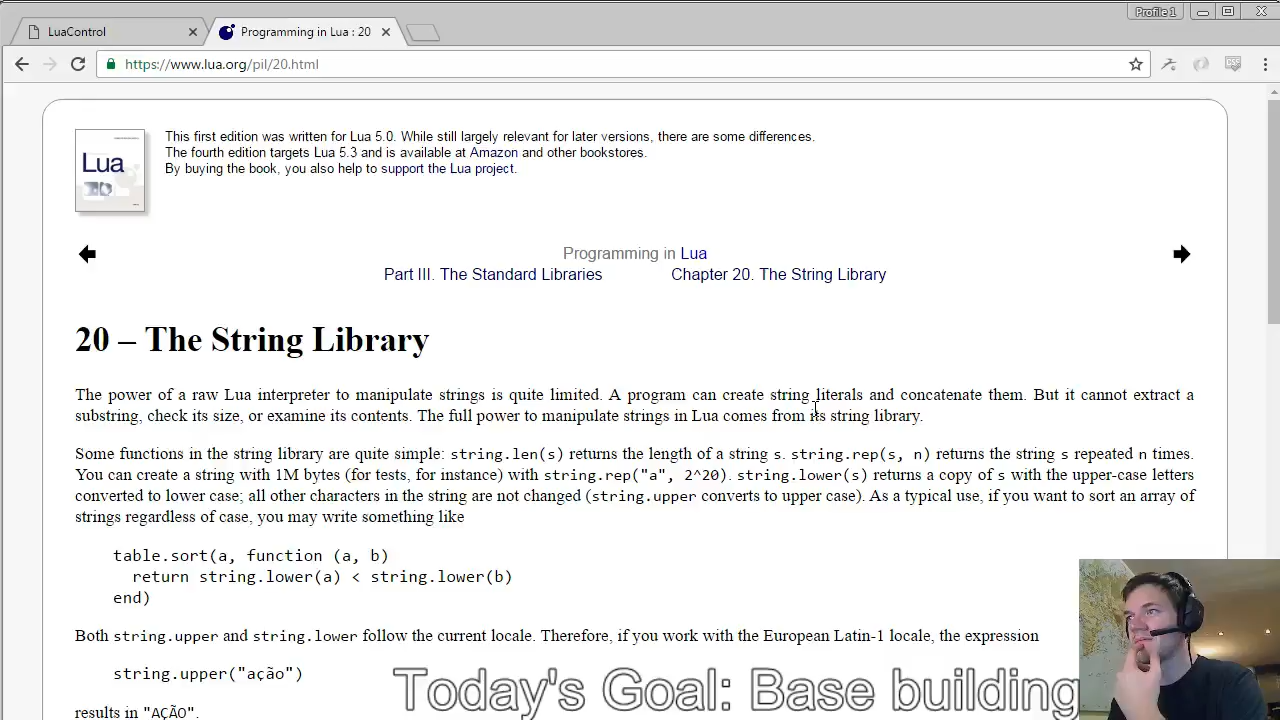 Profile 1
LuaControl
Programming in Lua : 20
https://www.lua.org/pil/20.html
This first edition was written for Lua 5.0. While still largely relevant for later versions, there are some differences.
The fourth edition targets Lua 5.3 and is available at Amazon and other bookstores.
By buying the book, you also help to support the Lua project.
Lua
Programming in Lua
Part III. The Standard Libraries Chapter 20. The String Library
20 – The String Library
The power of a raw Lua interpreter to manipulate strings is quite limited. A program can create string literals and concatenate them. But it cannot extract a
substring, check its size, or examine its contents. The full power to manipulate strings in Lua comes from its string library.
Some functions in the string library are quite simple: string.len(s) returns the length of a string s. string.rep(s, n) returns the string s repeated n times.
You can create a string with 1M bytes (for tests, for instance) with string.rep("a", 2^20). string.lower(s) returns a copy of s with the upper-case letters
converted to lower case; all other characters in the string are not changed (string.upper converts to upper case). As a typical use, if you want to sort an array of
strings regardless of case, you may write something like
table.sort(a, function (a, b)
return string.lower(a) < string.lower(b)
end)
Both string.upper and string.lower follow the current locale. Therefore, if you work with the European Latin-1 locale, the expression
string.upper("ação")
results in "AÇÃO".
Today's Goal: Base building